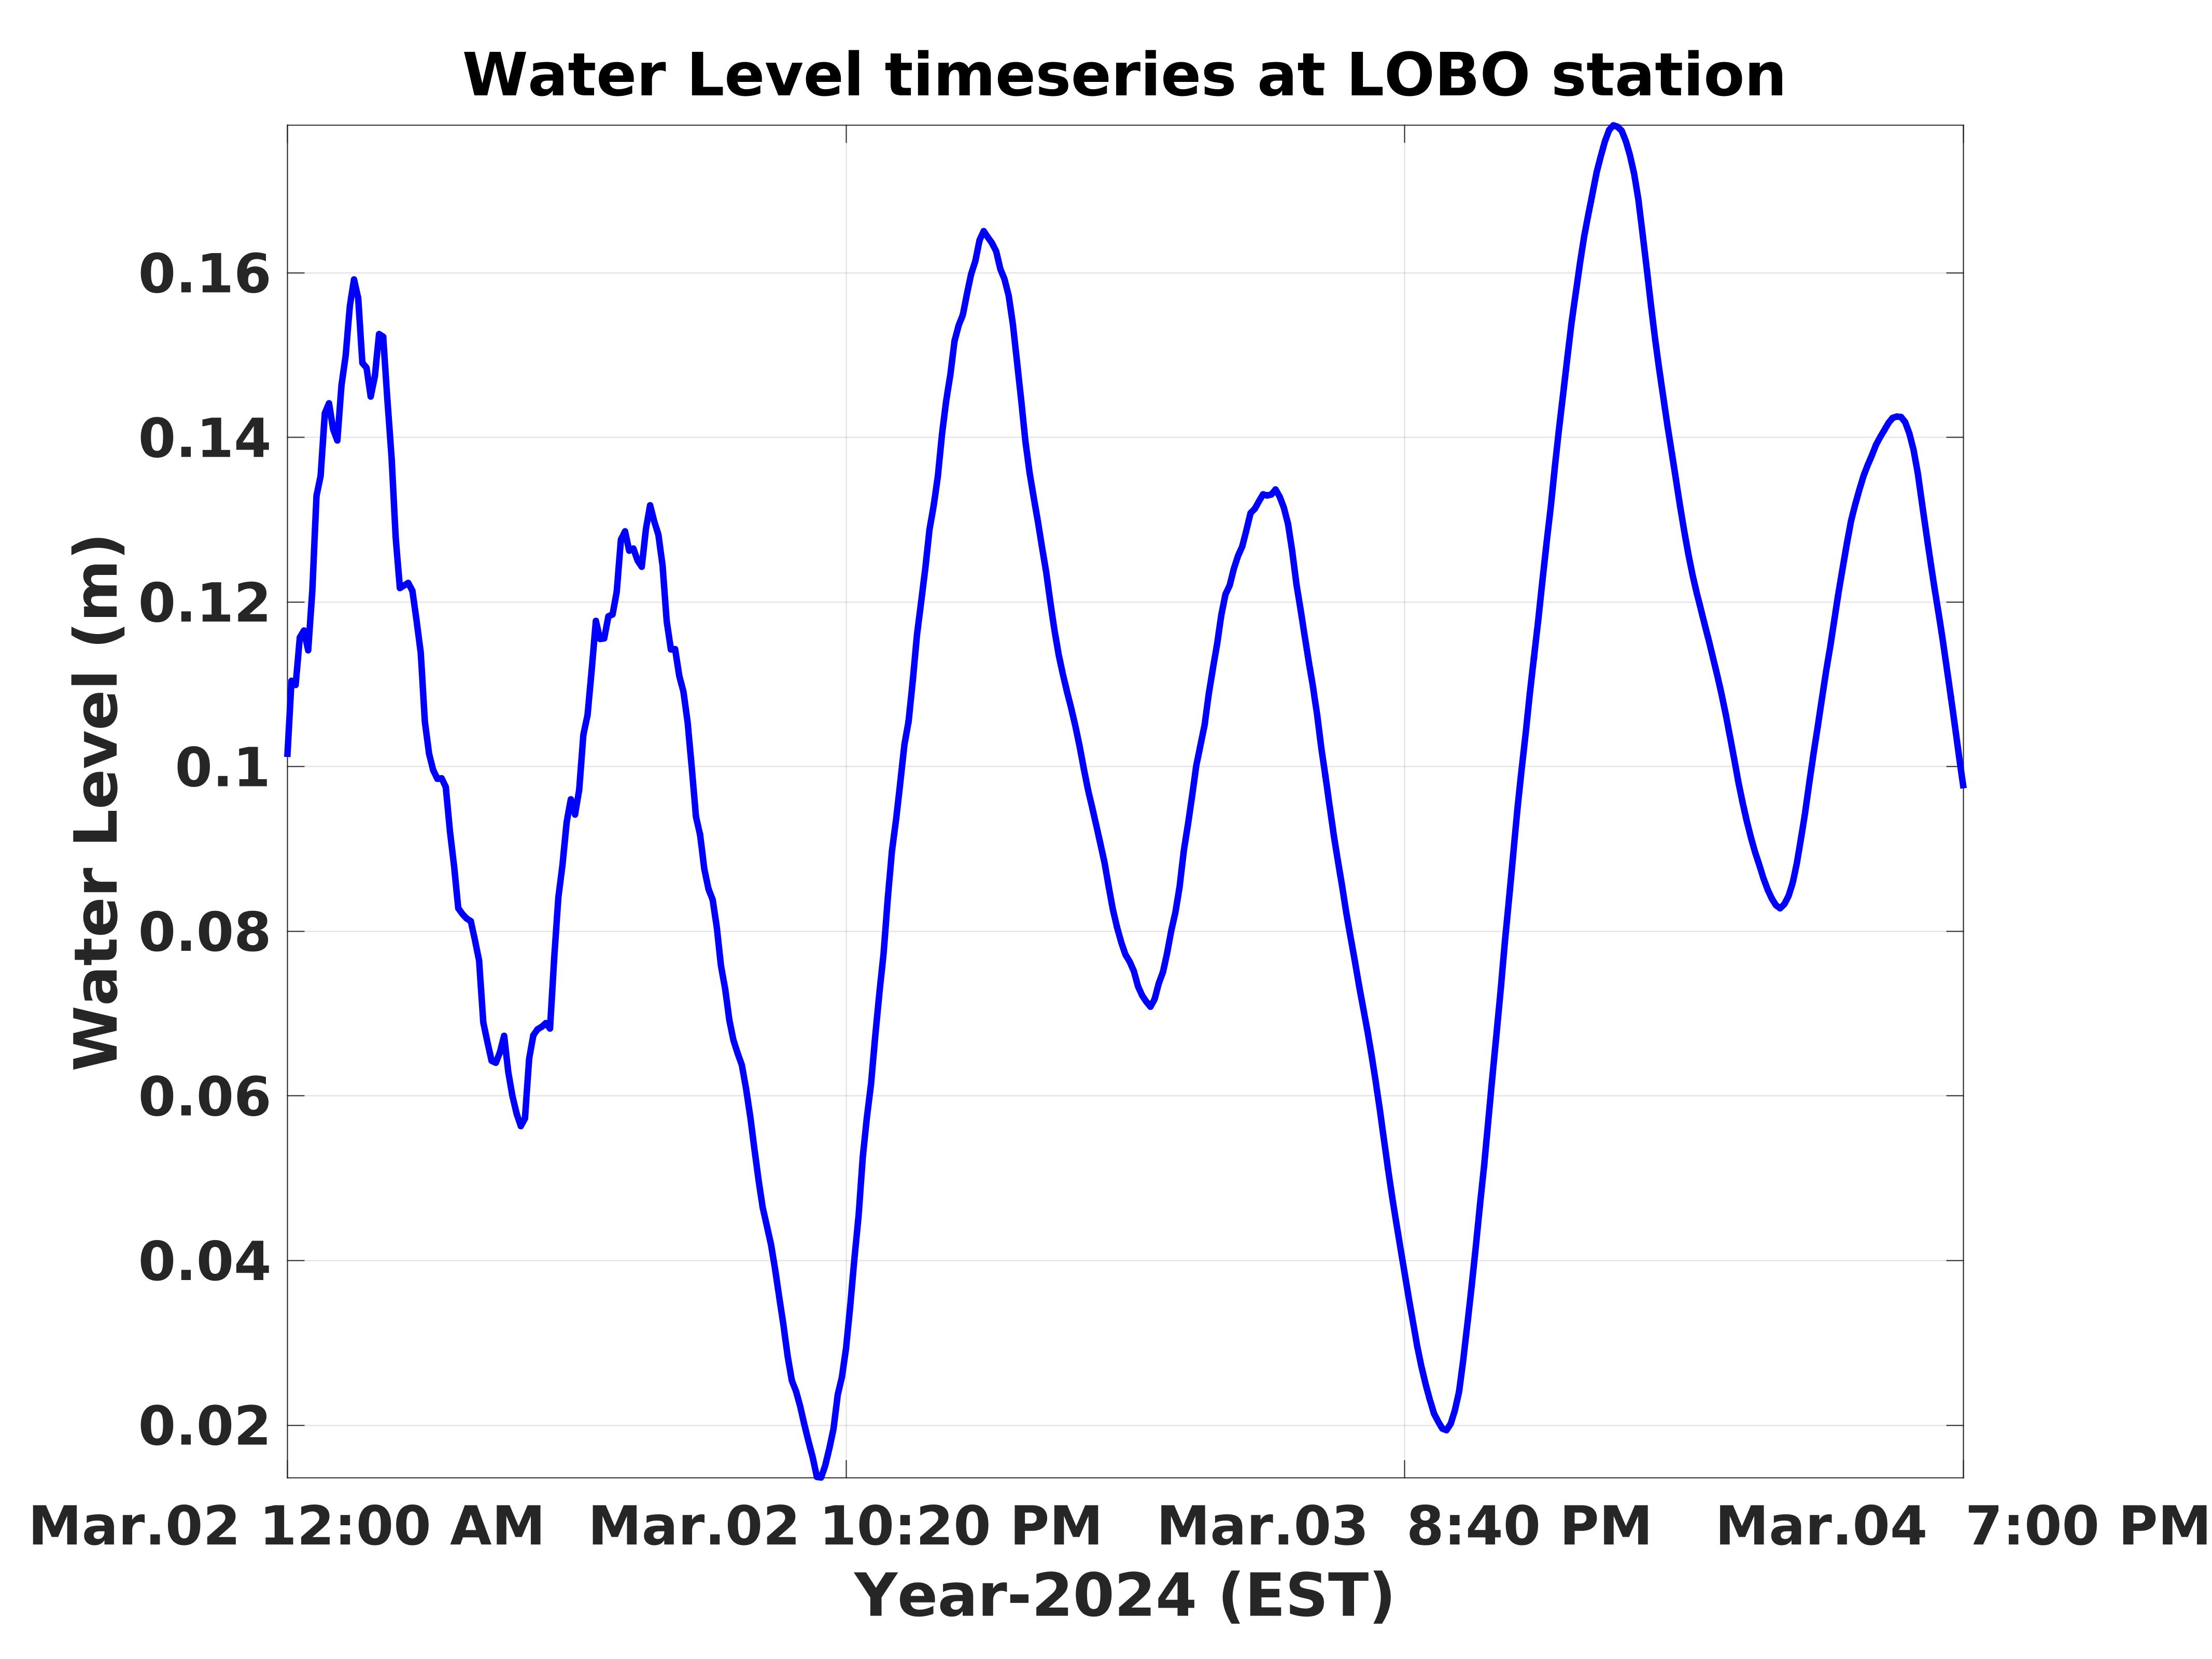 Water Level timeseries at LOBO station
Water Level (m)
0.16
0.14
0.12
0.1
0.08
0.06
0.04
0.02
Mar.02 12:00 AM Mar.02 10:20 PM Mar.03 8:40 PM Mar.04 7:00 PM
Year-2024 (EST)